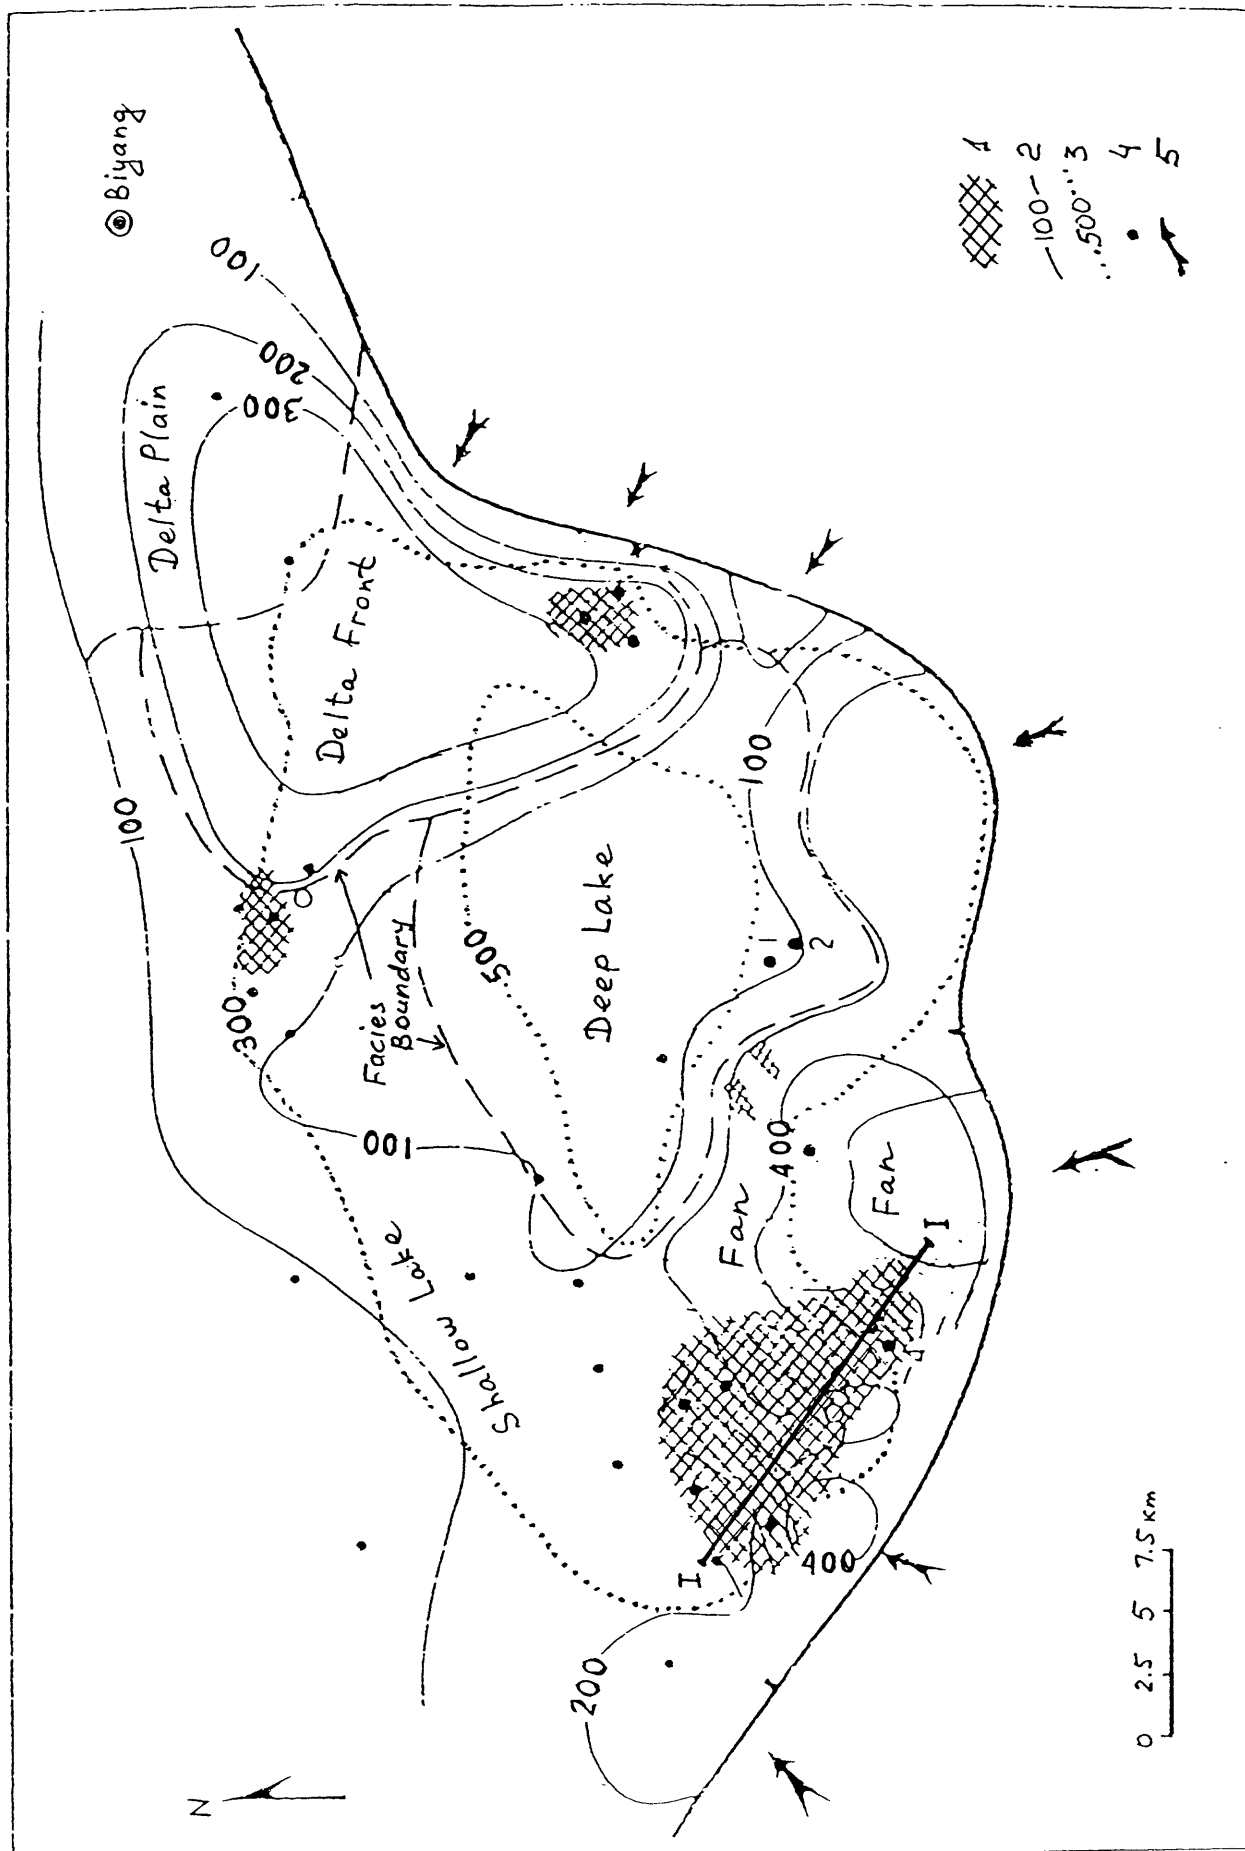 Biyang
100
200
300
Delta Plain
Delta Front
100
300
Facies
Boundary
500
Deep Lake
100
1
2
100
Shallow Lake
400
Fan
Fan
I
I
400
200
N
1
—100— 2
...500... 3
4
5
0 2.5 5 7.5 km